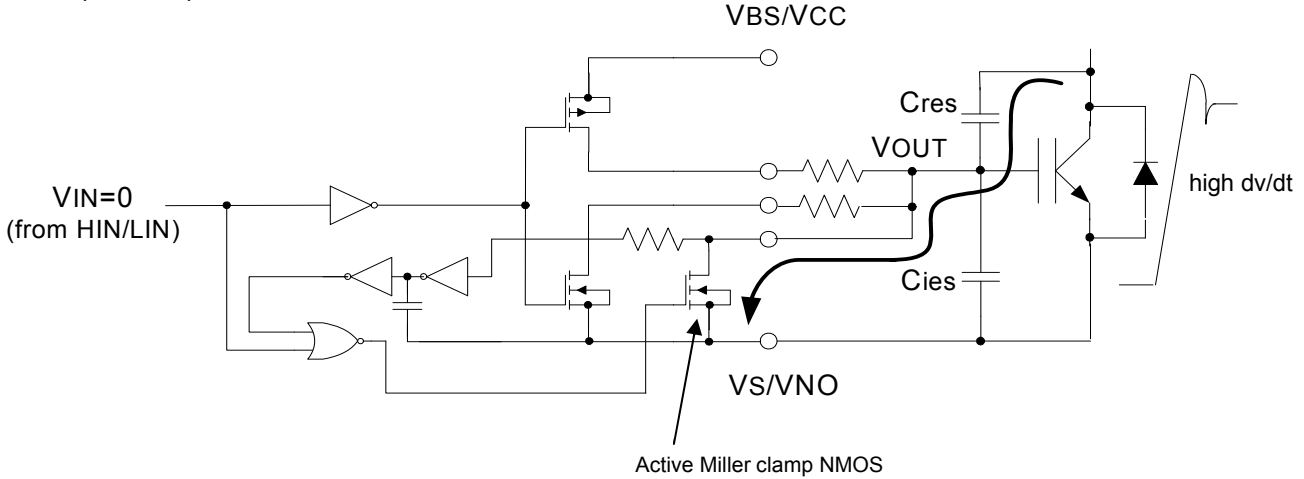 VBS/VCC
Cres
VOUT
VIN=0
(from HIN/LIN)
high dv/dt
Cies
VS/VNO
Active Miller clamp NMOS